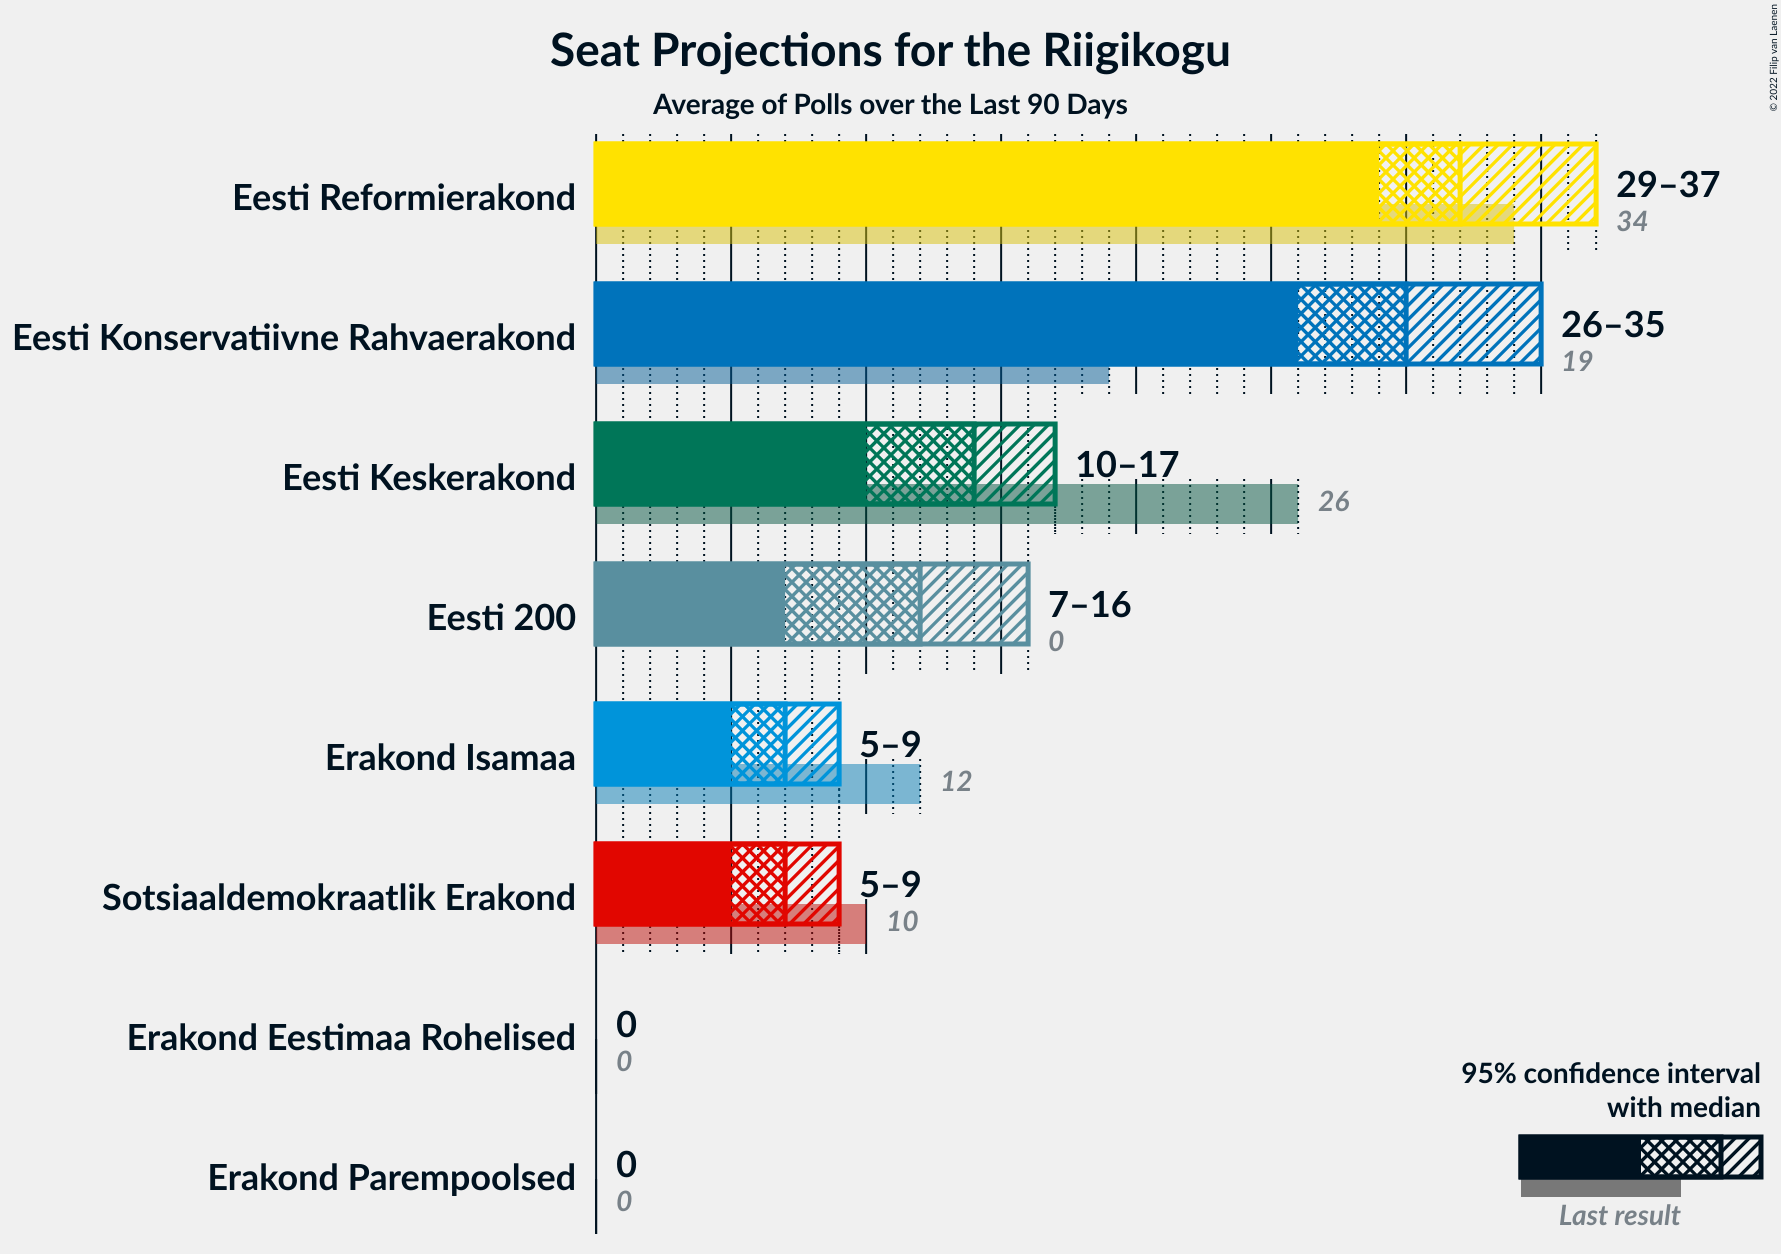 Seat Projections for the Riigikogu
Average of Polls over the Last 90 Days
© 2022 Filip van Laenen
Eesti Reformierakond
29–37
34
Eesti Konservatiivne Rahvaerakond
26–35
19
Eesti Keskerakond
10–17
26
Eesti 200
7–16
0
Erakond Isamaa
5–9
12
Sotsiaaldemokraatlik Erakond
5–9
10
Erakond Eestimaa Rohelised
0
0
Erakond Parempoolsed
0
0
95% confidence interval
with median
Last result